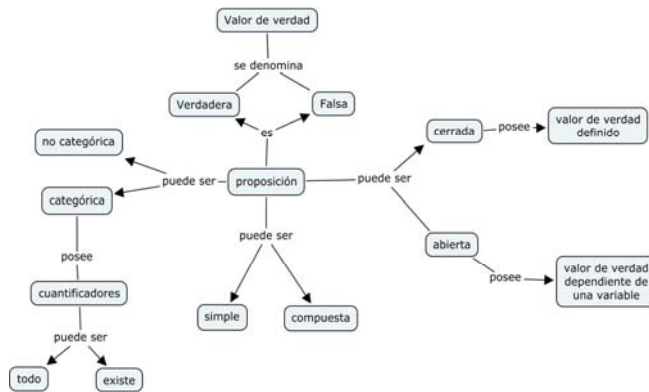 Valor de verdad
se denomina
Verdadera
Falsa
es
no categórica
puede ser
proposición
puede ser
cerrada
posee
valor de verdad
definido
categórica
posee
cuantificadores
puede ser
todo
existe
puede ser
simple
compuesta
abierta
posee
valor de verdad
dependiente de
una variable